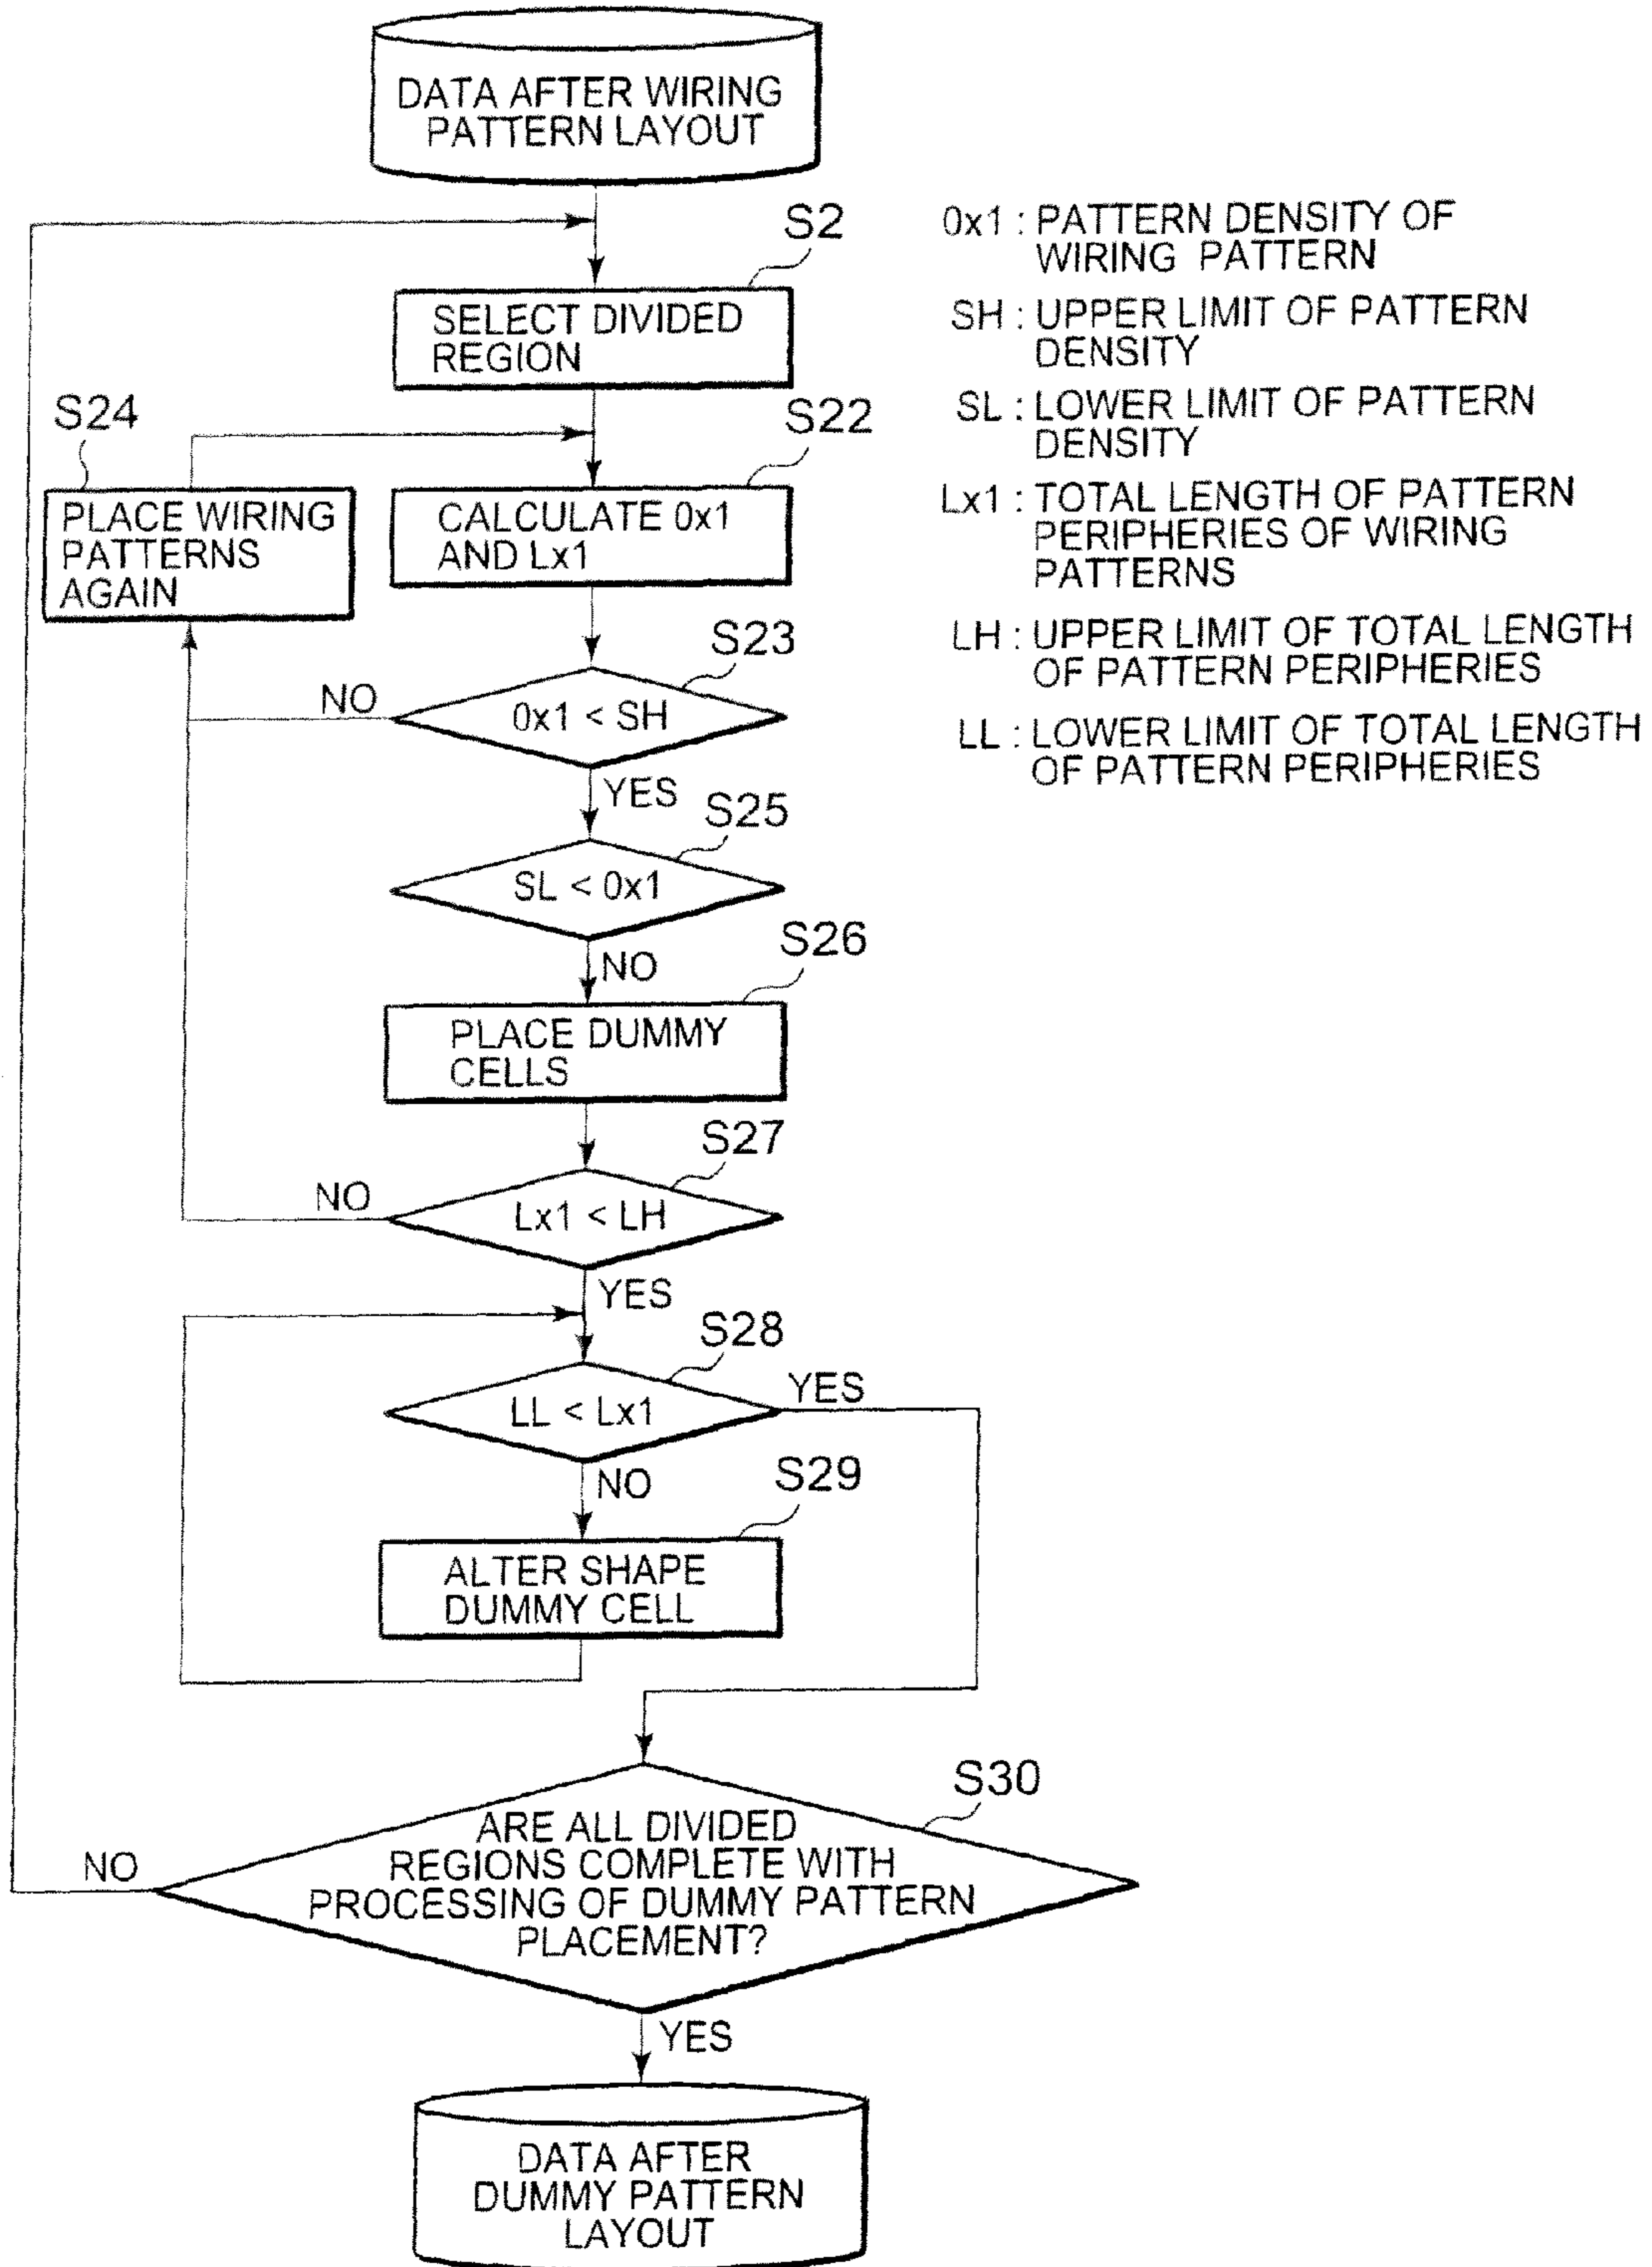 DATA AFTER WIRING
PATTERN LAYOUT
S2
SELECT DIVIDED
REGION
S24
PLACE WIRING
PATTERNS
AGAIN
S22
CALCULATE 0x1
AND Lx1
S23
0x1 < SH
NO
YES
S25
SL < 0x1
NO
S26
PLACE DUMMY
CELLS
S27
Lx1 < LH
NO
YES
S28
LL < Lx1
YES
NO
S29
ALTER SHAPE
DUMMY CELL
S30
ARE ALL DIVIDED
REGIONS COMPLETE WITH
PROCESSING OF DUMMY PATTERN
PLACEMENT?
NO
YES
DATA AFTER
DUMMY PATTERN
LAYOUT
0x1 : PATTERN DENSITY OF
WIRING PATTERN
SH : UPPER LIMIT OF PATTERN
DENSITY
SL : LOWER LIMIT OF PATTERN
DENSITY
Lx1 : TOTAL LENGTH OF PATTERN
PERIPHERIES OF WIRING
PATTERNS
LH : UPPER LIMIT OF TOTAL LENGTH
OF PATTERN PERIPHERIES
LL : LOWER LIMIT OF TOTAL LENGTH
OF PATTERN PERIPHERIES